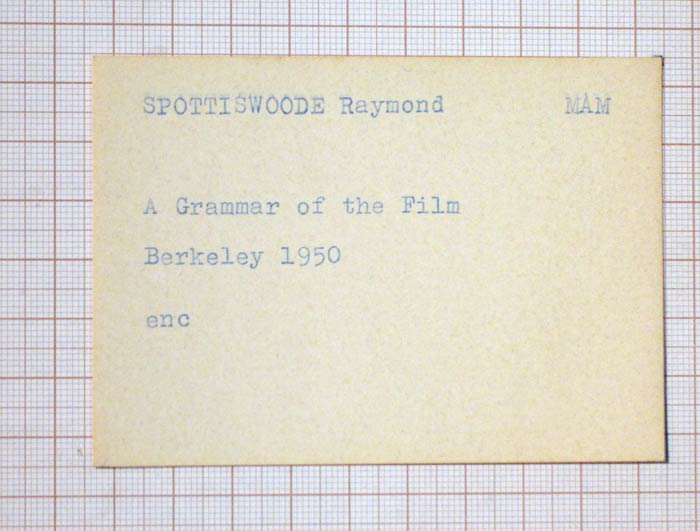 SPOTTISWOODE Raymond MAM
A Grammar of the Film
Berkeley 1950
enc